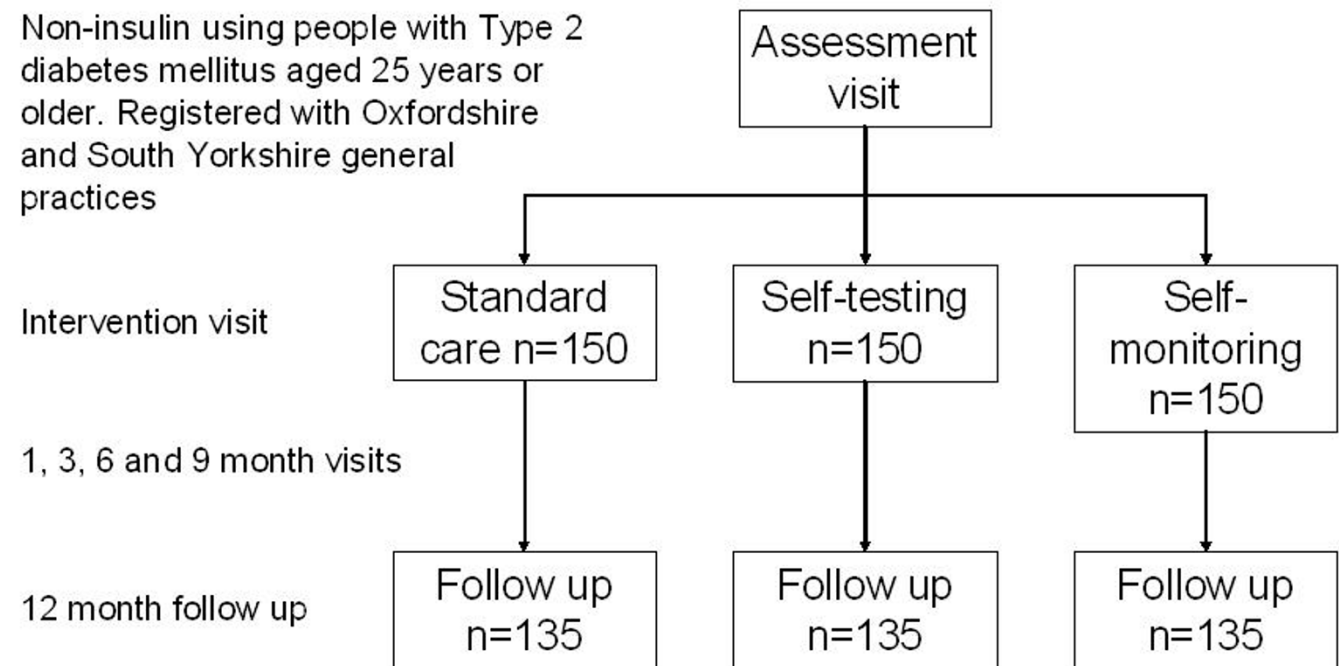 Non-insulin using people with Type 2
diabetes mellitus aged 25 years or
older. Registered with Oxfordshire
and South Yorkshire general
practices
Assessment
visit
Intervention visit
Standard
care n=150
Self-testing
n=150
Self-
monitoring
n=150
1, 3, 6 and 9 month visits
12 month follow up
Follow up
n=135
Follow up
n=135
Follow up
n=135